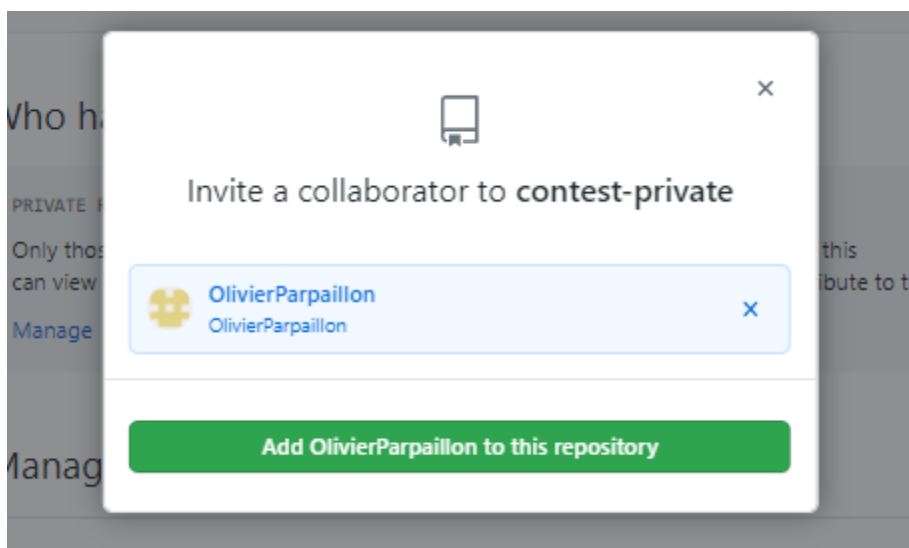 Who ha
Invite a collaborator to contest-private
PRIVATE
Only thos
this
can view
ibute to t
OlivierParpaillon
OlivierParpaillon
Manage
Add OlivierParpaillon to this repository
Manag